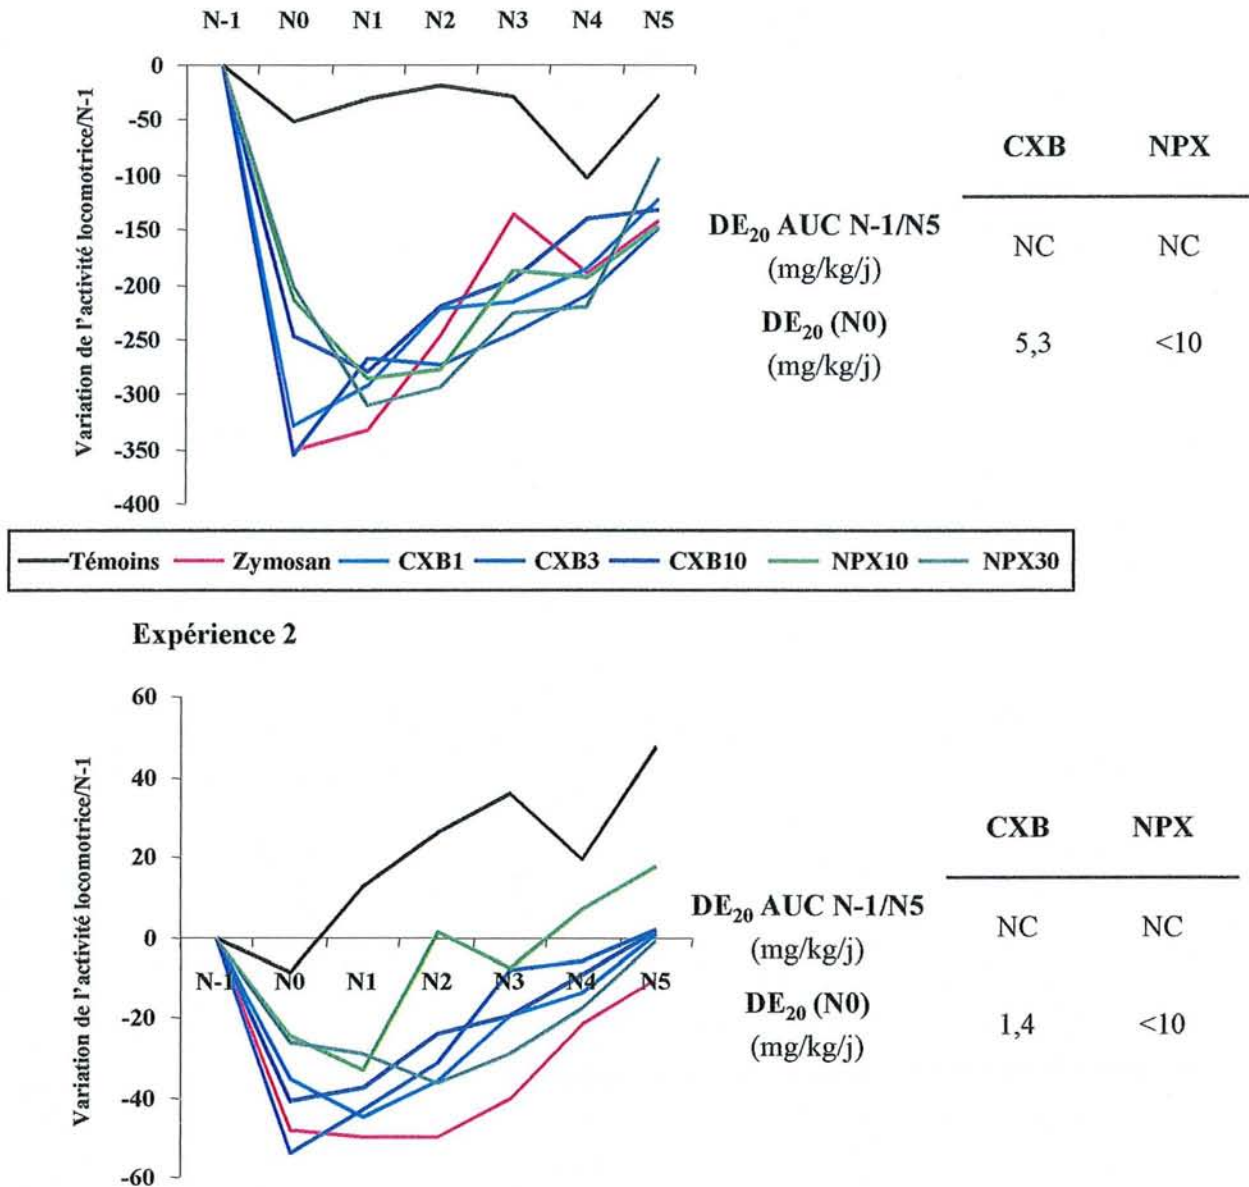 N-1 N0 N1 N2 N3 N4 N5
Variation de l'activité locomotrice/N-1
0
-50
-100
-150
-200
-250
-300
-350
-400
CXB NPX
DE20 AUC N-1/N5 NC NC
(mg/kg/j)
DE20 (N0) 5,3 <10
(mg/kg/j)
Témoins Zymosan CXB1 CXB3 CXB10 NPX10 NPX30
Expérience 2
Variation de l'activité locomotrice/N-1
60
40
20
0
-20
-40
-60
N-1 N0 N1 N2 N3 N4 N5
CXB NPX
DE20 AUC N-1/N5 NC NC
(mg/kg/j)
DE20 (N0) 1,4 <10
(mg/kg/j)